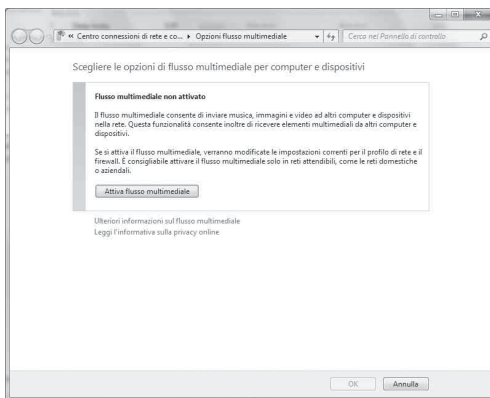 « Centro connessioni di rete e co... ▸ Opzioni flusso multimediale
Cerca nel Pannello di controllo
Scegliere le opzioni di flusso multimediale per computer e dispositivi
Flusso multimediale non attivato
Il flusso multimediale consente di inviare musica, immagini e video ad altri computer e dispositivi
nella rete. Questa funzionalità consente inoltre di ricevere elementi multimediali da altri computer e
dispositivi.
Se si attiva il flusso multimediale, verranno modificate le impostazioni correnti per il profilo di rete e il
firewall. È consigliabile attivare il flusso multimediale solo in reti attendibili, come le reti domestiche
o aziendali.
Attiva flusso multimediale
Ulteriori informazioni sul flusso multimediale
Leggi l'informativa sulla privacy online
OK
Annulla